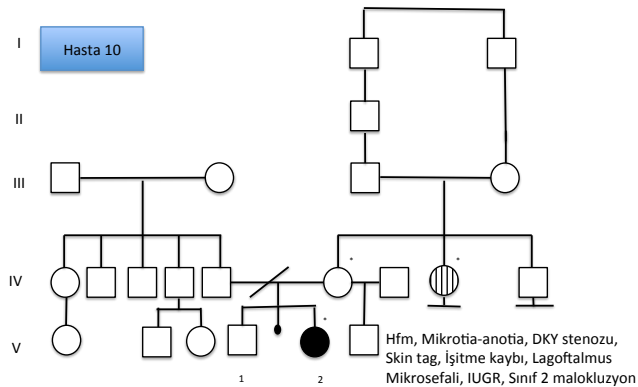 I
Hasta 10
II
III
IV
*
*
*
V
Hfm, Mikrotia-anotia, DKY stenozu,
Skin tag, İşitme kaybı, Lagoftalmus
Mikrosefali, IUGR, Sınıf 2 malokluzyon
1
2